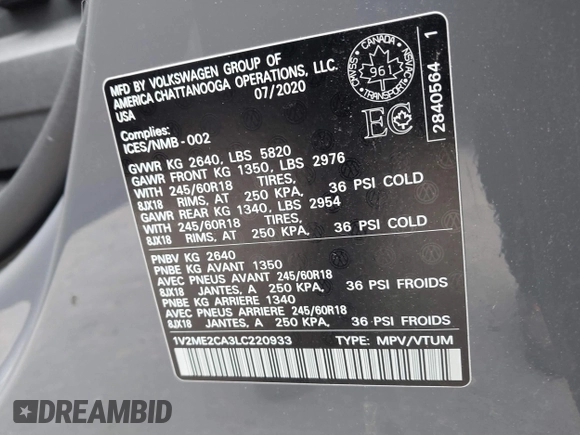 MFD BY VOLKSWAGEN GROUP OF
AMERICA CHATTANOOGA OPERATIONS, LLC.
USA
07/2020
Complies:
ICES/NMB-002
GVWR KG 2640, LBS 5820
GAWR FRONT KG 1350, LBS 2976
WITH 245/60R18 TIRES,
8JX18 RIMS, AT 250 KPA, 36 PSI COLD
GAWR REAR KG 1340, LBS 2954
WITH 245/60R18 TIRES,
8JX18 RIMS, AT 250 KPA, 36 PSI COLD
PNBV KG 2640
PNBE KG AVANT 1350
AVEC PNEUS AVANT 245/60R18
8JX18 JANTES, A 250 KPA, 36 PSI FROIDS
PNBE KG ARRIERE 1340
AVEC PNEUS ARRIERE 245/60R18
8JX18 JANTES, A 250 KPA, 36 PSI FROIDS
1V2ME2CA3LC220933 TYPE: MPV/VTUM
CANADA
CMVSS
NSVAC
961
TRANSPORT
EC
2840564 1
DREAMBID